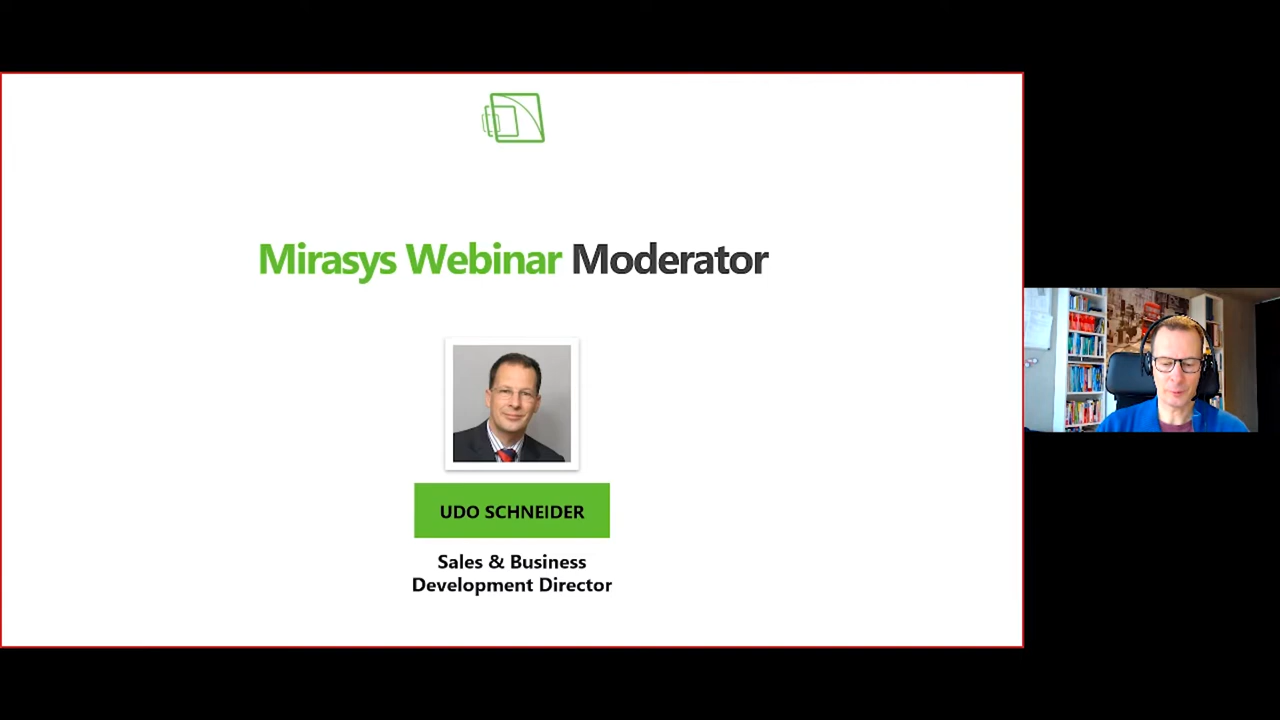 Mirasys Webinar Moderator
UDO SCHNEIDER
Sales & Business
Development Director